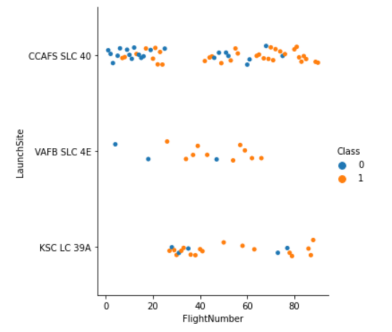 CCAFS SLC 40
VAFB SLC 4E
KSC LC 39A
LaunchSite
0 20 40 60 80
FlightNumber
Class
0
1